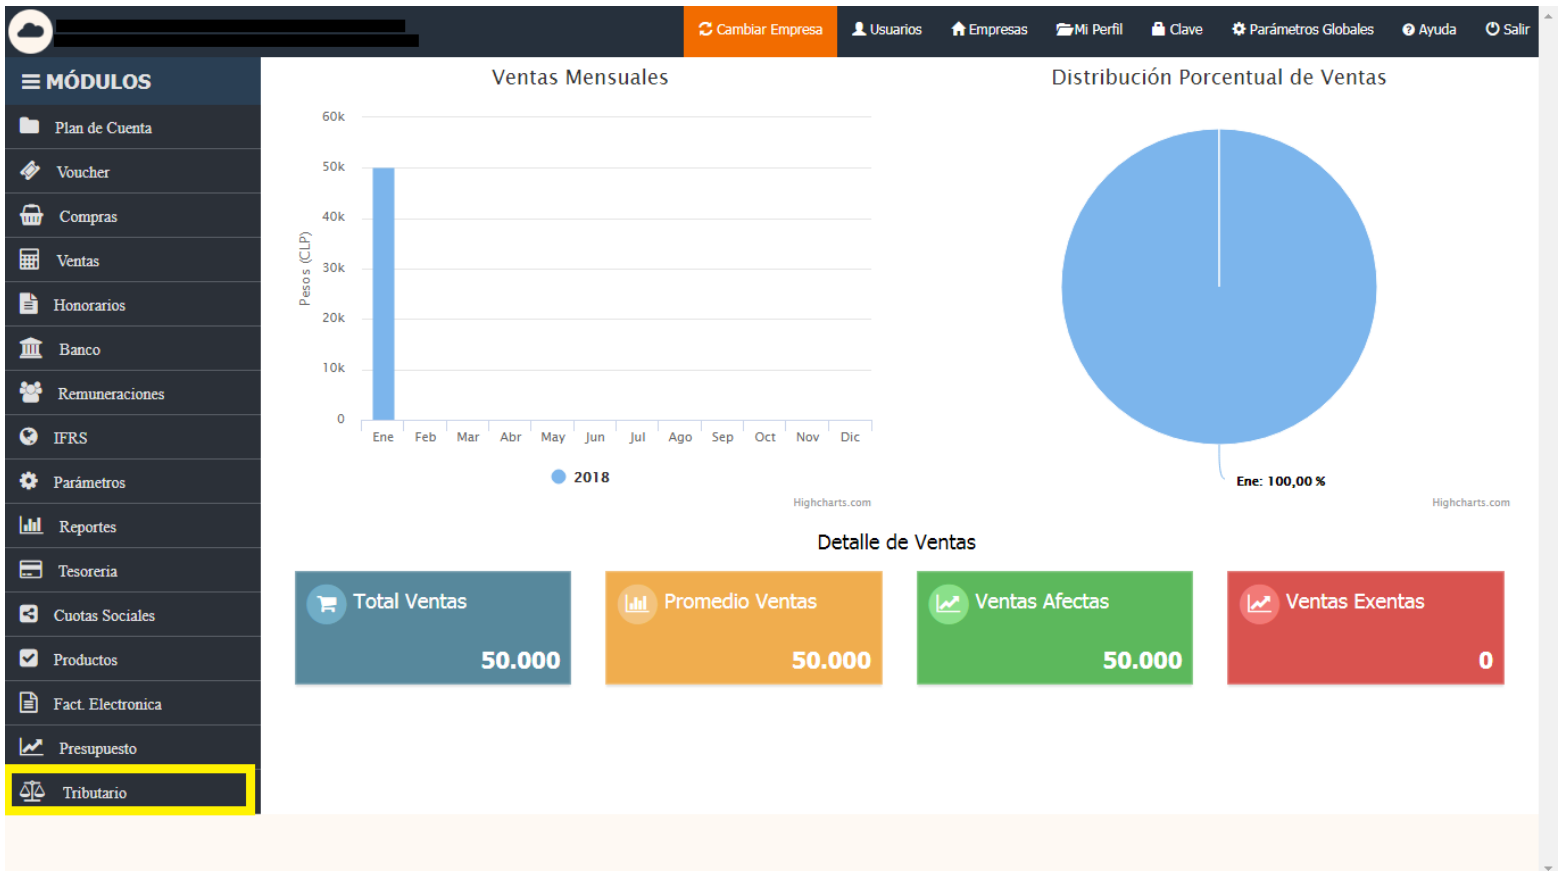 Cambiar Empresa
Usuarios
Empresas
Mi Perfil
Clave
Parámetros Globales
Ayuda
Salir
MÓDULOS
Plan de Cuenta
Voucher
Compras
Ventas
Honorarios
Banco
Remuneraciones
IFRS
Parámetros
Reportes
Tesoreria
Cuotas Sociales
Productos
Fact. Electronica
Presupuesto
Tributario
Ventas Mensuales
60k
50k
40k
30k
20k
10k
0
Pesos (CLP)
Ene Feb Mar Abr May Jun Jul Ago Sep Oct Nov Dic
2018
Highcharts.com
Distribución Porcentual de Ventas
Ene: 100,00 %
Highcharts.com
Detalle de Ventas
Total Ventas
50.000
Promedio Ventas
50.000
Ventas Afectas
50.000
Ventas Exentas
0